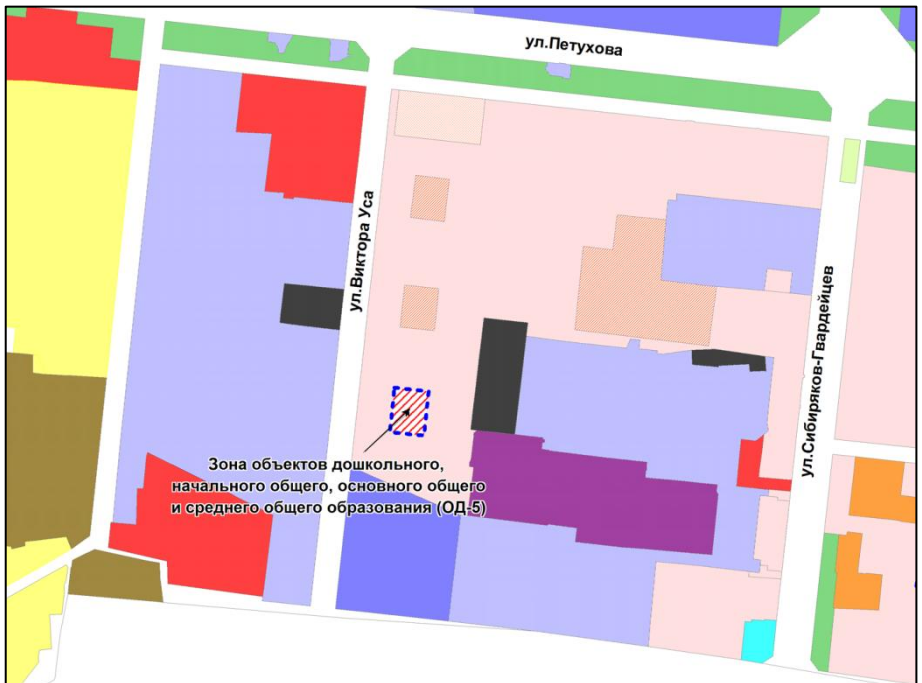 ул.Петухова
ул.Виктора Уса
ул.Сибиряков-Гвардейцев
Зона объектов дошкольного,
начального общего, основного общего
и среднего общего образования (ОД-5)